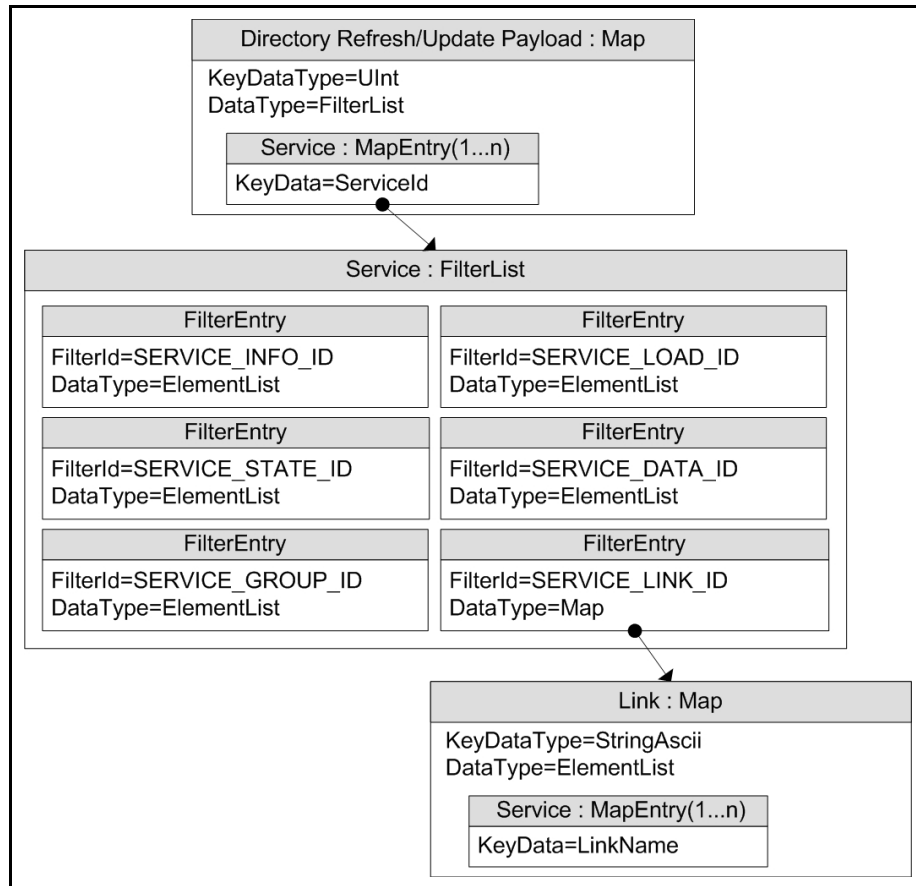 Directory Refresh/Update Payload : Map
KeyDataType=UInt
DataType=FilterList
Service : MapEntry(1...n)
KeyData=ServiceId
Service : FilterList
FilterEntry
FilterId=SERVICE_INFO_ID
DataType=ElementList
FilterEntry
FilterId=SERVICE_LOAD_ID
DataType=ElementList
FilterEntry
FilterId=SERVICE_STATE_ID
DataType=ElementList
FilterEntry
FilterId=SERVICE_DATA_ID
DataType=ElementList
FilterEntry
FilterId=SERVICE_GROUP_ID
DataType=ElementList
FilterEntry
FilterId=SERVICE_LINK_ID
DataType=Map
Link : Map
KeyDataType=StringAscii
DataType=ElementList
Service : MapEntry(1...n)
KeyData=LinkName